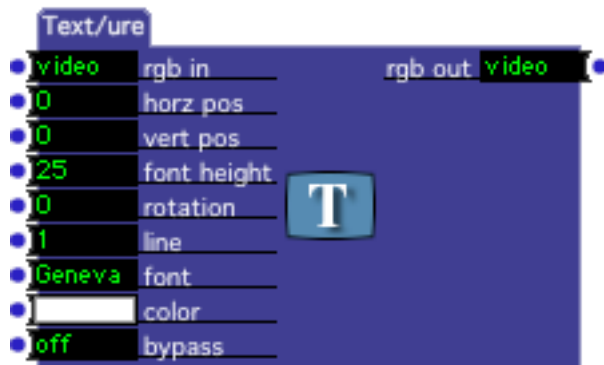 Text/ure
video rgb in rgb out video
0 horz pos
0 vert pos
25 font height
0 rotation
T
1 line
Geneva font
color
off bypass